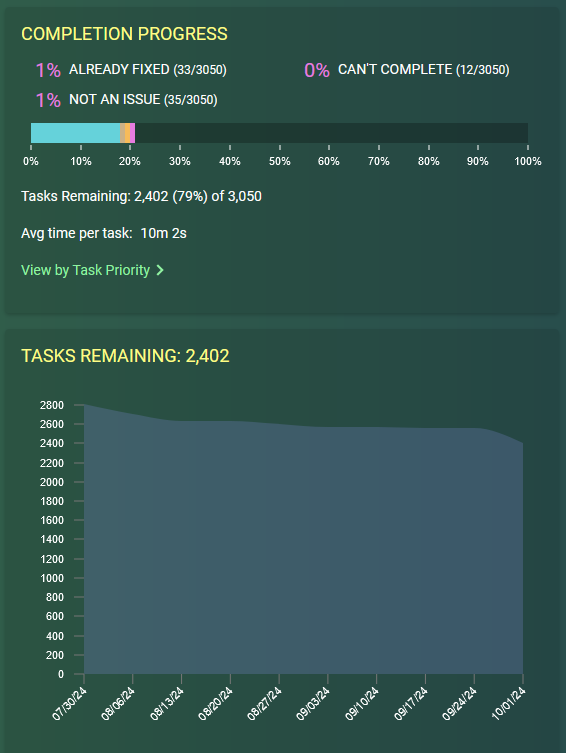 COMPLETION PROGRESS
1% ALREADY FIXED (33/3050) 0% CAN'T COMPLETE (12/3050)
1% NOT AN ISSUE (35/3050)
0% 10% 20% 30% 40% 50% 60% 70% 80% 90% 100%
Tasks Remaining: 2,402 (79%) of 3,050
Avg time per task: 10m 2s
View by Task Priority
TASKS REMAINING: 2,402
2800
2600
2400
2200
2000
1800
1600
1400
1200
1000
800
600
400
200
0
07/30/24 08/06/24 08/13/24 08/20/24 08/27/24 09/03/24 09/10/24 09/17/24 09/24/24 10/01/24